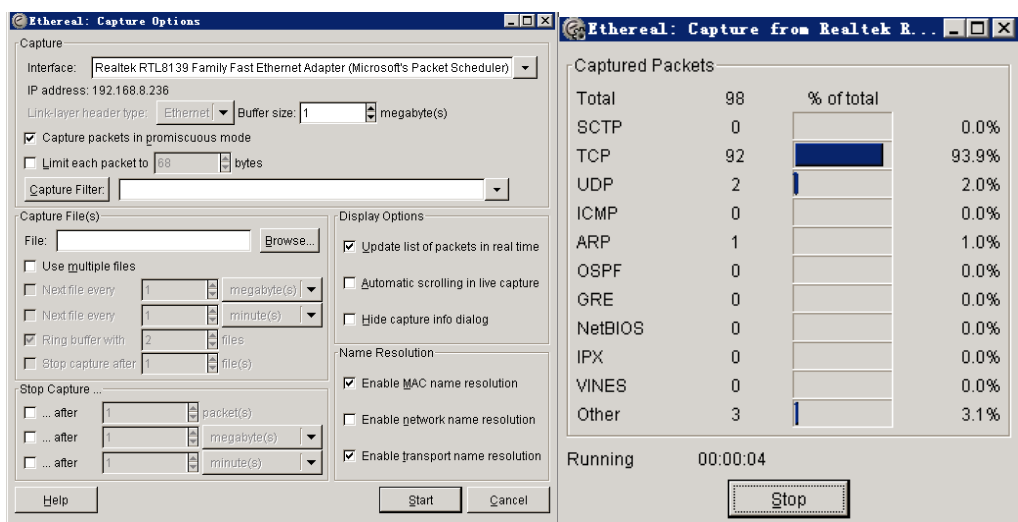 Ethereal: Capture Options
Capture
Interface: Realtek RTL8139 Family Fast Ethernet Adapter (Microsoft's Packet Scheduler)
IP address: 192.168.8.236
Link-layer header type: Ethernet Buffer size: 1 megabyte(s)
Capture packets in promiscuous mode
Limit each packet to 68 bytes
Capture Filter:
Capture File(s)
File: Browse...
Use multiple files
Next file every 1 megabyte(s)
Next file every 1 minute(s)
Ring buffer with 2 files
Stop capture after 1 file(s)
Stop Capture ...
... after 1 packet(s)
... after 1 megabyte(s)
... after 1 minute(s)
Display Options
Update list of packets in real time
Automatic scrolling in live capture
Hide capture info dialog
Name Resolution
Enable MAC name resolution
Enable network name resolution
Enable transport name resolution
Help Start Cancel
Ethereal: Capture from Realtek R...
Captured Packets
Total 98 % of total
SCTP 0 0.0%
TCP 92 93.9%
UDP 2 2.0%
ICMP 0 0.0%
ARP 1 1.0%
OSPF 0 0.0%
GRE 0 0.0%
NetBIOS 0 0.0%
IPX 0 0.0%
VINES 0 0.0%
Other 3 3.1%
Running 00:00:04
Stop